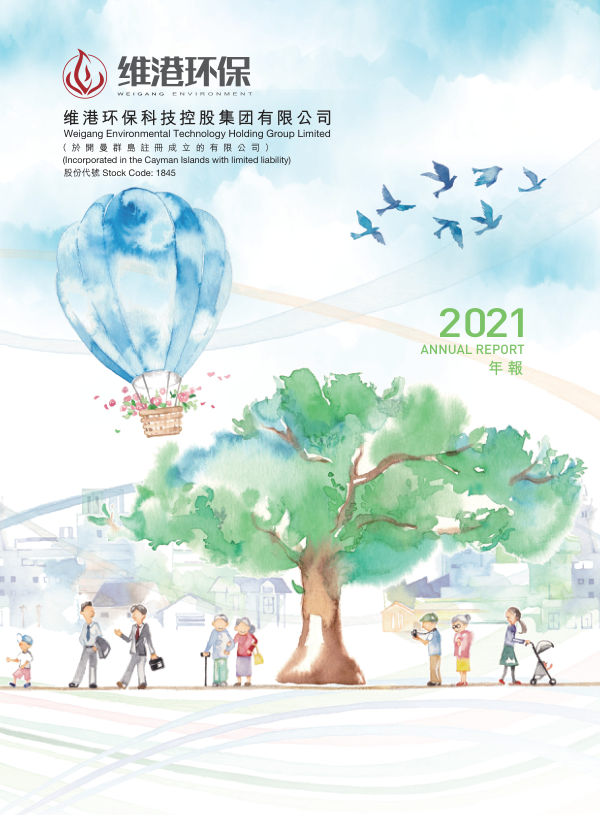 维港环保
WEIGANG ENVIRONMENT
维港环保科技控股集团有限公司
Weigang Environmental Technology Holding Group Limited
（於開曼群島註冊成立的有限公司）
(Incorporated in the Cayman Islands with limited liability)
股份代號 Stock Code: 1845
2021
ANNUAL REPORT
年報